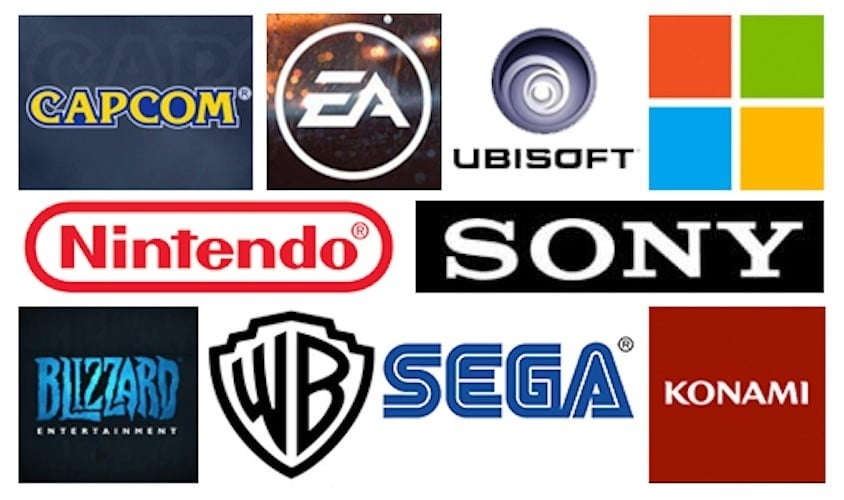 CAPCOM®
EA
UBISOFT
Nintendo®
SONY
BLIZZARD
ENTERTAINMENT
WB
SEGA®
KONAMI